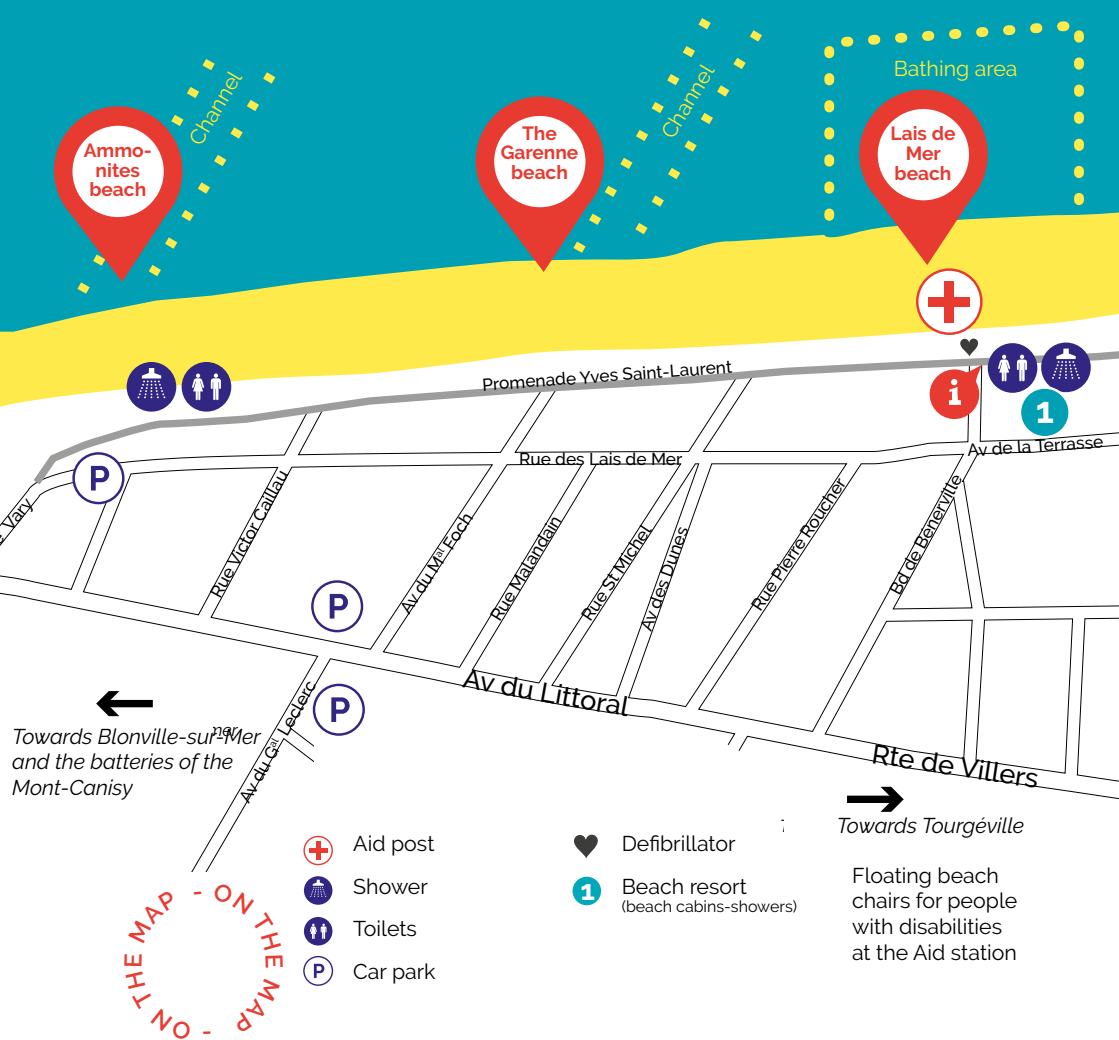 Channel
Channel
Bathing area
Ammo-
nites
beach
The
Garenne
beach
Lais de
Mer
beach
Promenade Yves Saint-Laurent
i
1
P
Rue des Lais de Mer
Av de la Terrasse
Vary
Rue Victor Caillau
Av du Mal Foch
Rue Malandain
Rue St Michel
Av des Dunes
Rue Pierre Roucher
Bd de Bénerville
P
P
Av du Littoral
Av du Gal Leclerc
Rte de Villers
Towards Blonville-sur-Mer
and the batteries of the
Mont-Canisy
Towards Tourgéville
Aid post
Shower
Toilets
P Car park
Defibrillator
1 Beach resort
(beach cabins-showers)
Floating beach
chairs for people
with disabilities
at the Aid station
- ON THE MAP - ON THE MAP